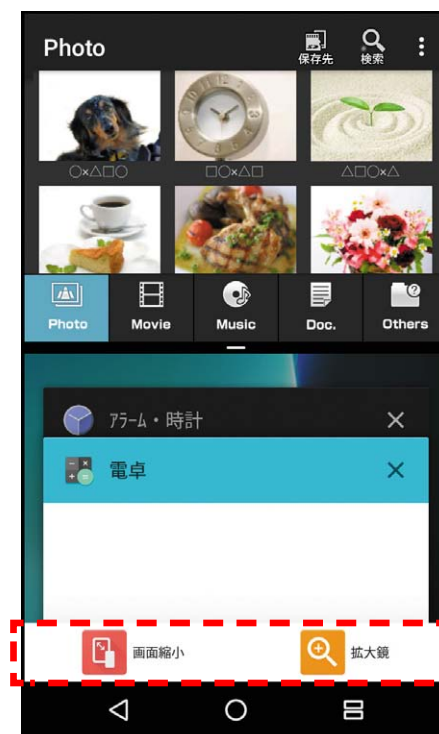 Photo
保存先
検索
○×△□○
□○×△□
△□○×△
Photo
Movie
Music
Doc.
Others
アラーム・時計
電卓
画面縮小
拡大鏡